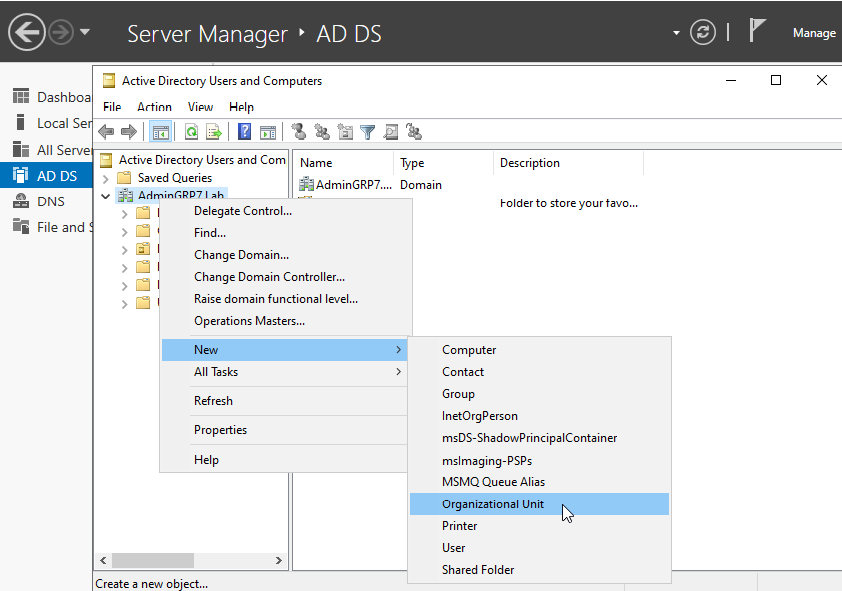 Server Manager ‣ AD DS
Manage
Active Directory Users and Computers
File Action View Help
Dashboa
Local Ser
All Server
AD DS
DNS
File and S
Active Directory Users and Com
Saved Queries
AdminGRP7.Lab
Name Type Description
AdminGRP7.... Domain
Folder to store your favo...
Delegate Control...
Find...
Change Domain...
Change Domain Controller...
Raise domain functional level...
Operations Masters...
New
All Tasks
Refresh
Properties
Help
Computer
Contact
Group
InetOrgPerson
msDS-ShadowPrincipalContainer
msImaging-PSPs
MSMQ Queue Alias
Organizational Unit
Printer
User
Shared Folder
Create a new object...